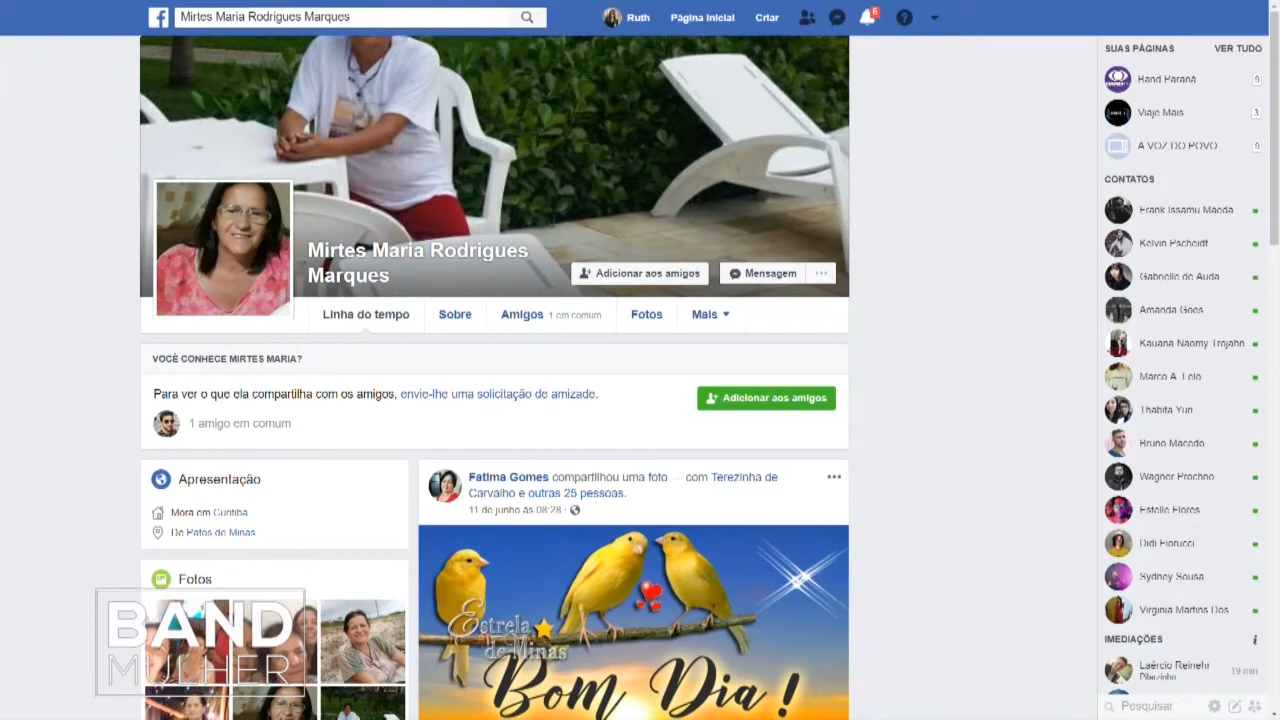 Mirtes Maria Rodrigues Marques
Ruth
Página inicial
Criar
6
Mirtes Maria Rodrigues
Marques
Adicionar aos amigos
Mensagem
Linha do tempo
Sobre
Amigos 1 em comum
Fotos
Mais
VOCÊ CONHECE MIRTES MARIA?
Para ver o que ela compartilha com os amigos, envie-lhe uma solicitação de amizade.
Adicionar aos amigos
1 amigo em comum
Apresentação
Mora em Curitiba
De Patos de Minas
Fotos
BAND
MULHER
Fatima Gomes compartilhou uma foto — com Terezinha de
Carvalho e outras 25 pessoas.
11 de junho às 08:28 ·
Estrela
de Minas
Bom Dia !
SUAS PÁGINAS VER TUDO
Band Paraná
Viaje Mais 3
A VOZ DO POVO
CONTATOS
Frank Issamu Maeda
Kelvin Pscheidt
Gabrielle de Auda
Amanda Góes
Kauana Naomy Trojahn
Marco A. Lelo
Thabita Yuri
Bruno Macedo
Wagner Prochno
Estelle Flores
Didi Fiorucci
Sydney Sousa
Virginia Martins Dos
IMEDIAÇÕES
Laércio Reinehr 19 min
Pesquisar